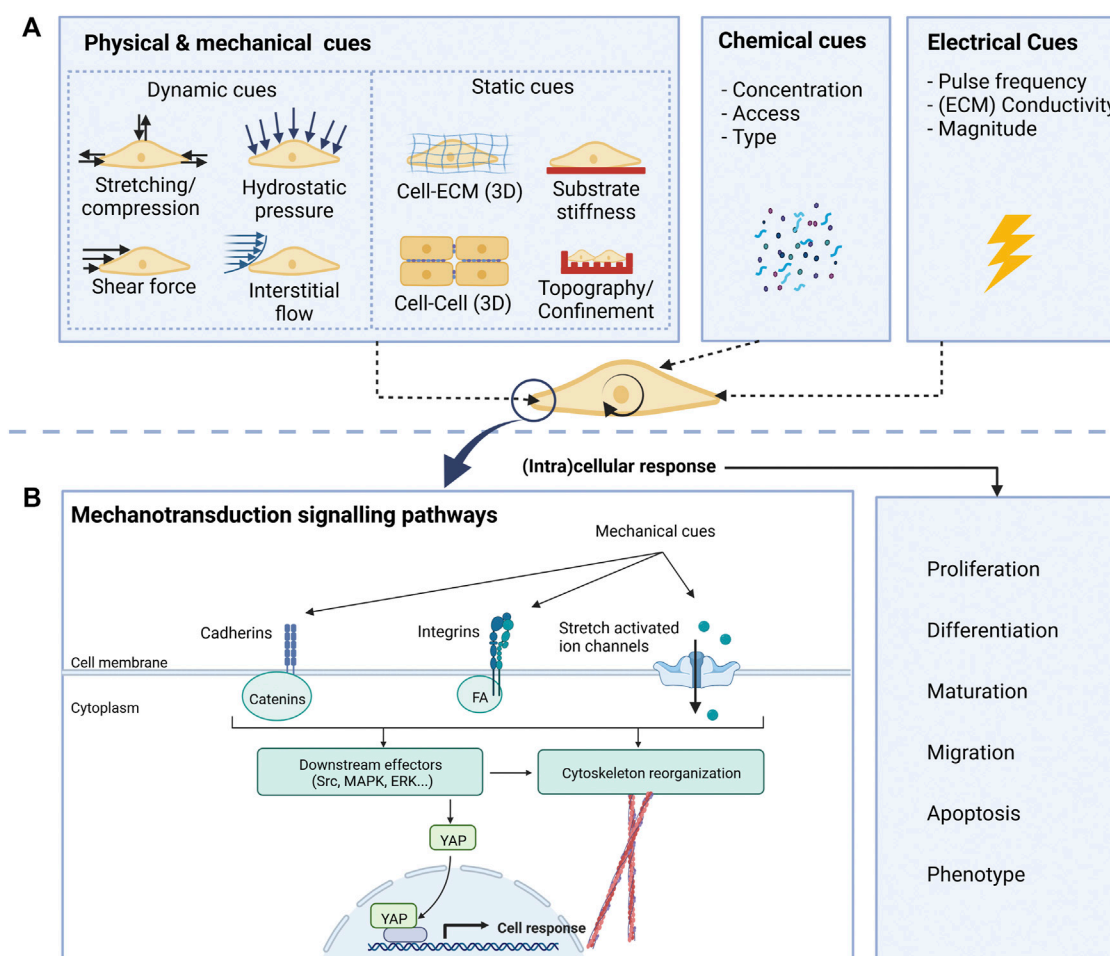 A
Physical & mechanical cues
Dynamic cues
Stretching/
compression
Hydrostatic
pressure
Shear force
Interstitial
flow
Static cues
Cell-ECM (3D)
Substrate
stiffness
Cell-Cell (3D)
Topography/
Confinement
Chemical cues
- Concentration
- Access
- Type
Electrical Cues
- Pulse frequency
- (ECM) Conductivity
- Magnitude
(Intra)cellular response
B
Mechanotransduction signalling pathways
Mechanical cues
Cadherins
Integrins
Stretch activated
ion channels
Cell membrane
Catenins
FA
Cytoplasm
Downstream effectors
(Src, MAPK, ERK...)
Cytoskeleton reorganization
YAP
YAP
Cell response
Proliferation
Differentiation
Maturation
Migration
Apoptosis
Phenotype